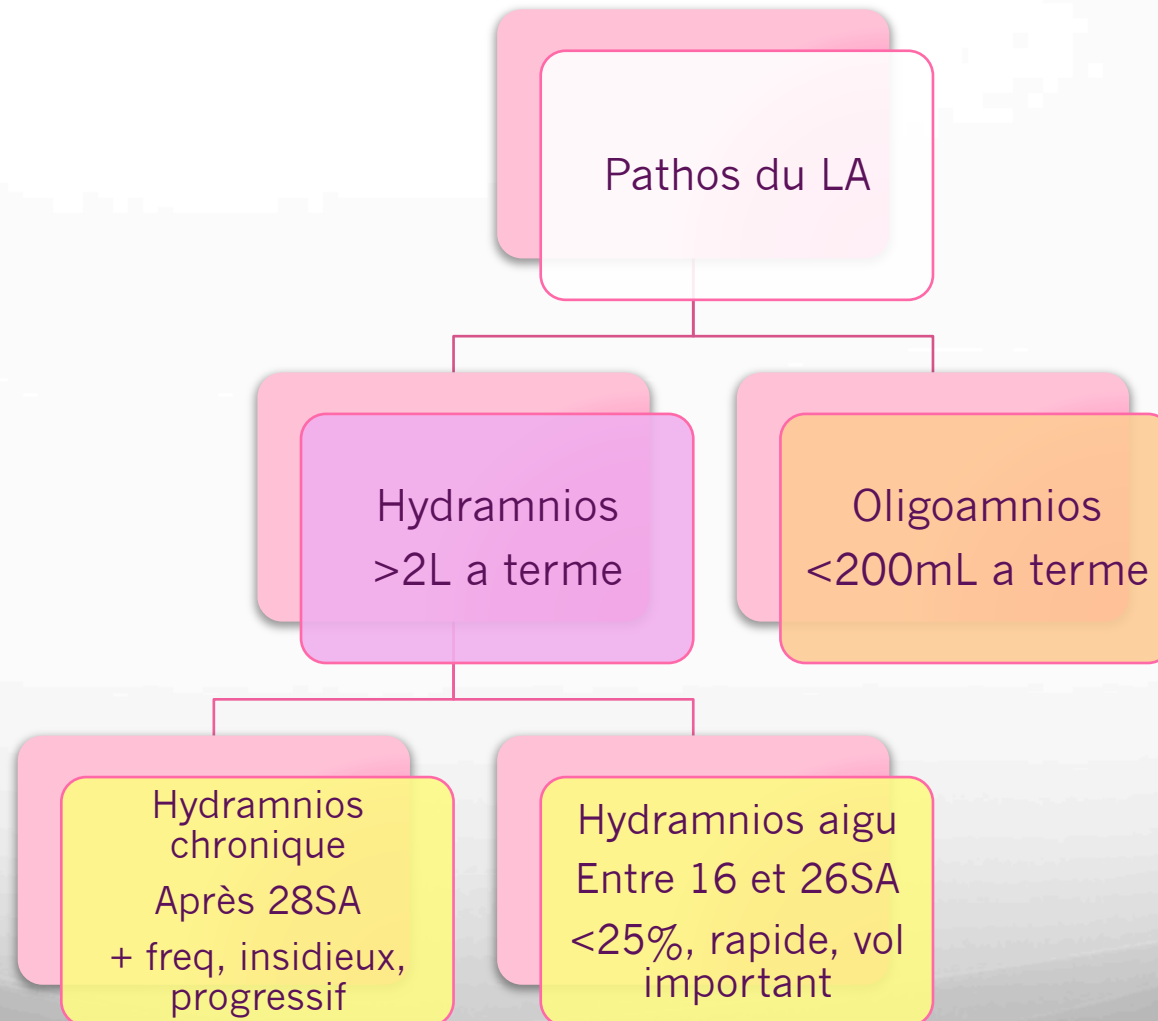 Pathos du LA
Hydramnios
>2L a terme
Oligoamnios
<200mL a terme
Hydramnios
chronique
Après 28SA
+ freq, insidieux,
progressif
Hydramnios aigu
Entre 16 et 26SA
<25%, rapide, vol
important